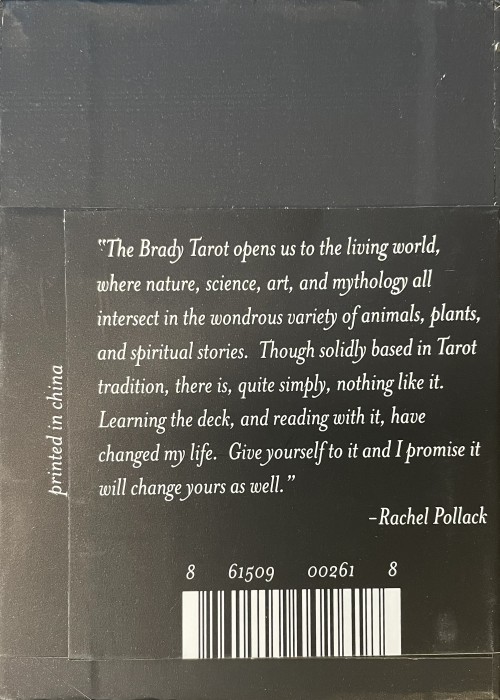 "The Brady Tarot opens us to the living world,
where nature, science, art, and mythology all
intersect in the wondrous variety of animals, plants,
and spiritual stories.  Though solidly based in Tarot
tradition, there is, quite simply, nothing like it.
Learning the deck, and reading with it, have
changed my life.  Give yourself to it and I promise it
will change yours as well."
–Rachel Pollack
printed in china
8 61509 00261 8